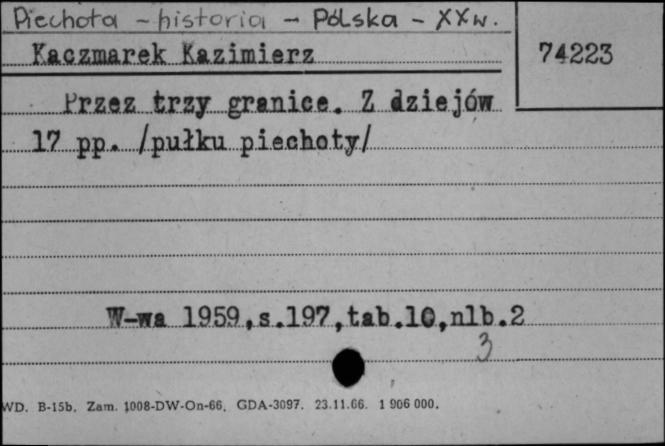 Piechota - historia - Polska - XX w.
Kaczmarek Kazimierz
74223
Przez trzy granice. Z dziejów
17 pp. /pułku piechoty/
W-wa 1959,s.197,tab.10,nlb.2
3
WD. B-15b. Zam. 1008-DW-On-66. GDA-3097. 23.11.66. 1 906 000.